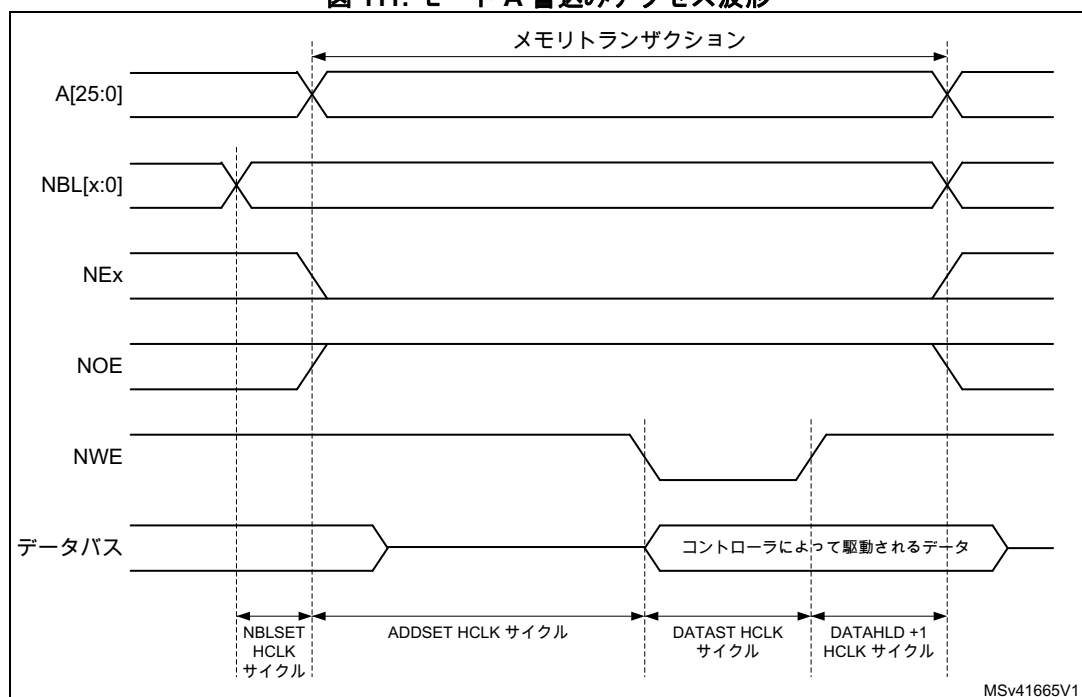 メモリトランザクション
A[25:0]
NBL[x:0]
NEx
NOE
NWE
データバス
コントローラによって駆動されるデータ
NBLSET
HCLK
サイクル
ADDSET HCLK サイクル
DATAST HCLK
サイクル
DATAHLD +1
HCLK サイクル
MSv41665V1